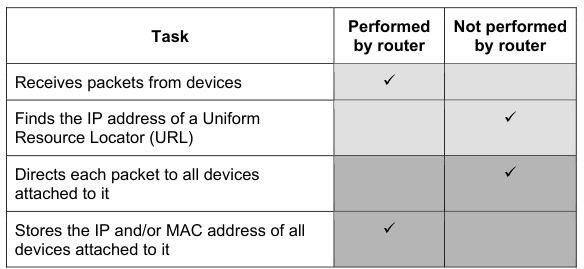 Task
Performed
by router
Not performed
by router
Receives packets from devices
✓
Finds the IP address of a Uniform
Resource Locator (URL)
✓
Directs each packet to all devices
attached to it
✓
Stores the IP and/or MAC address of all
devices attached to it
✓